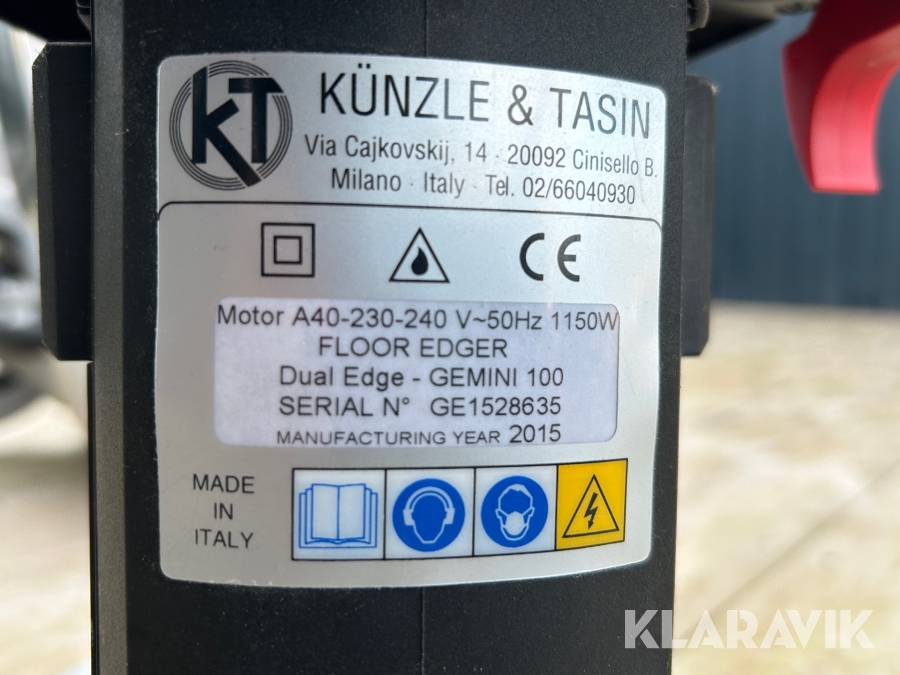 KT
KÜNZLE & TASIN
Via Cajkovskij, 14 · 20092 Cinisello B.
Milano · Italy · Tel. 02/66040930
CE
Motor A40-230-240 V~50Hz 1150W
FLOOR EDGER
Dual Edge - GEMINI 100
SERIAL N° GE1528635
MANUFACTURING YEAR 2015
MADE
IN
ITALY
KLARAVIK